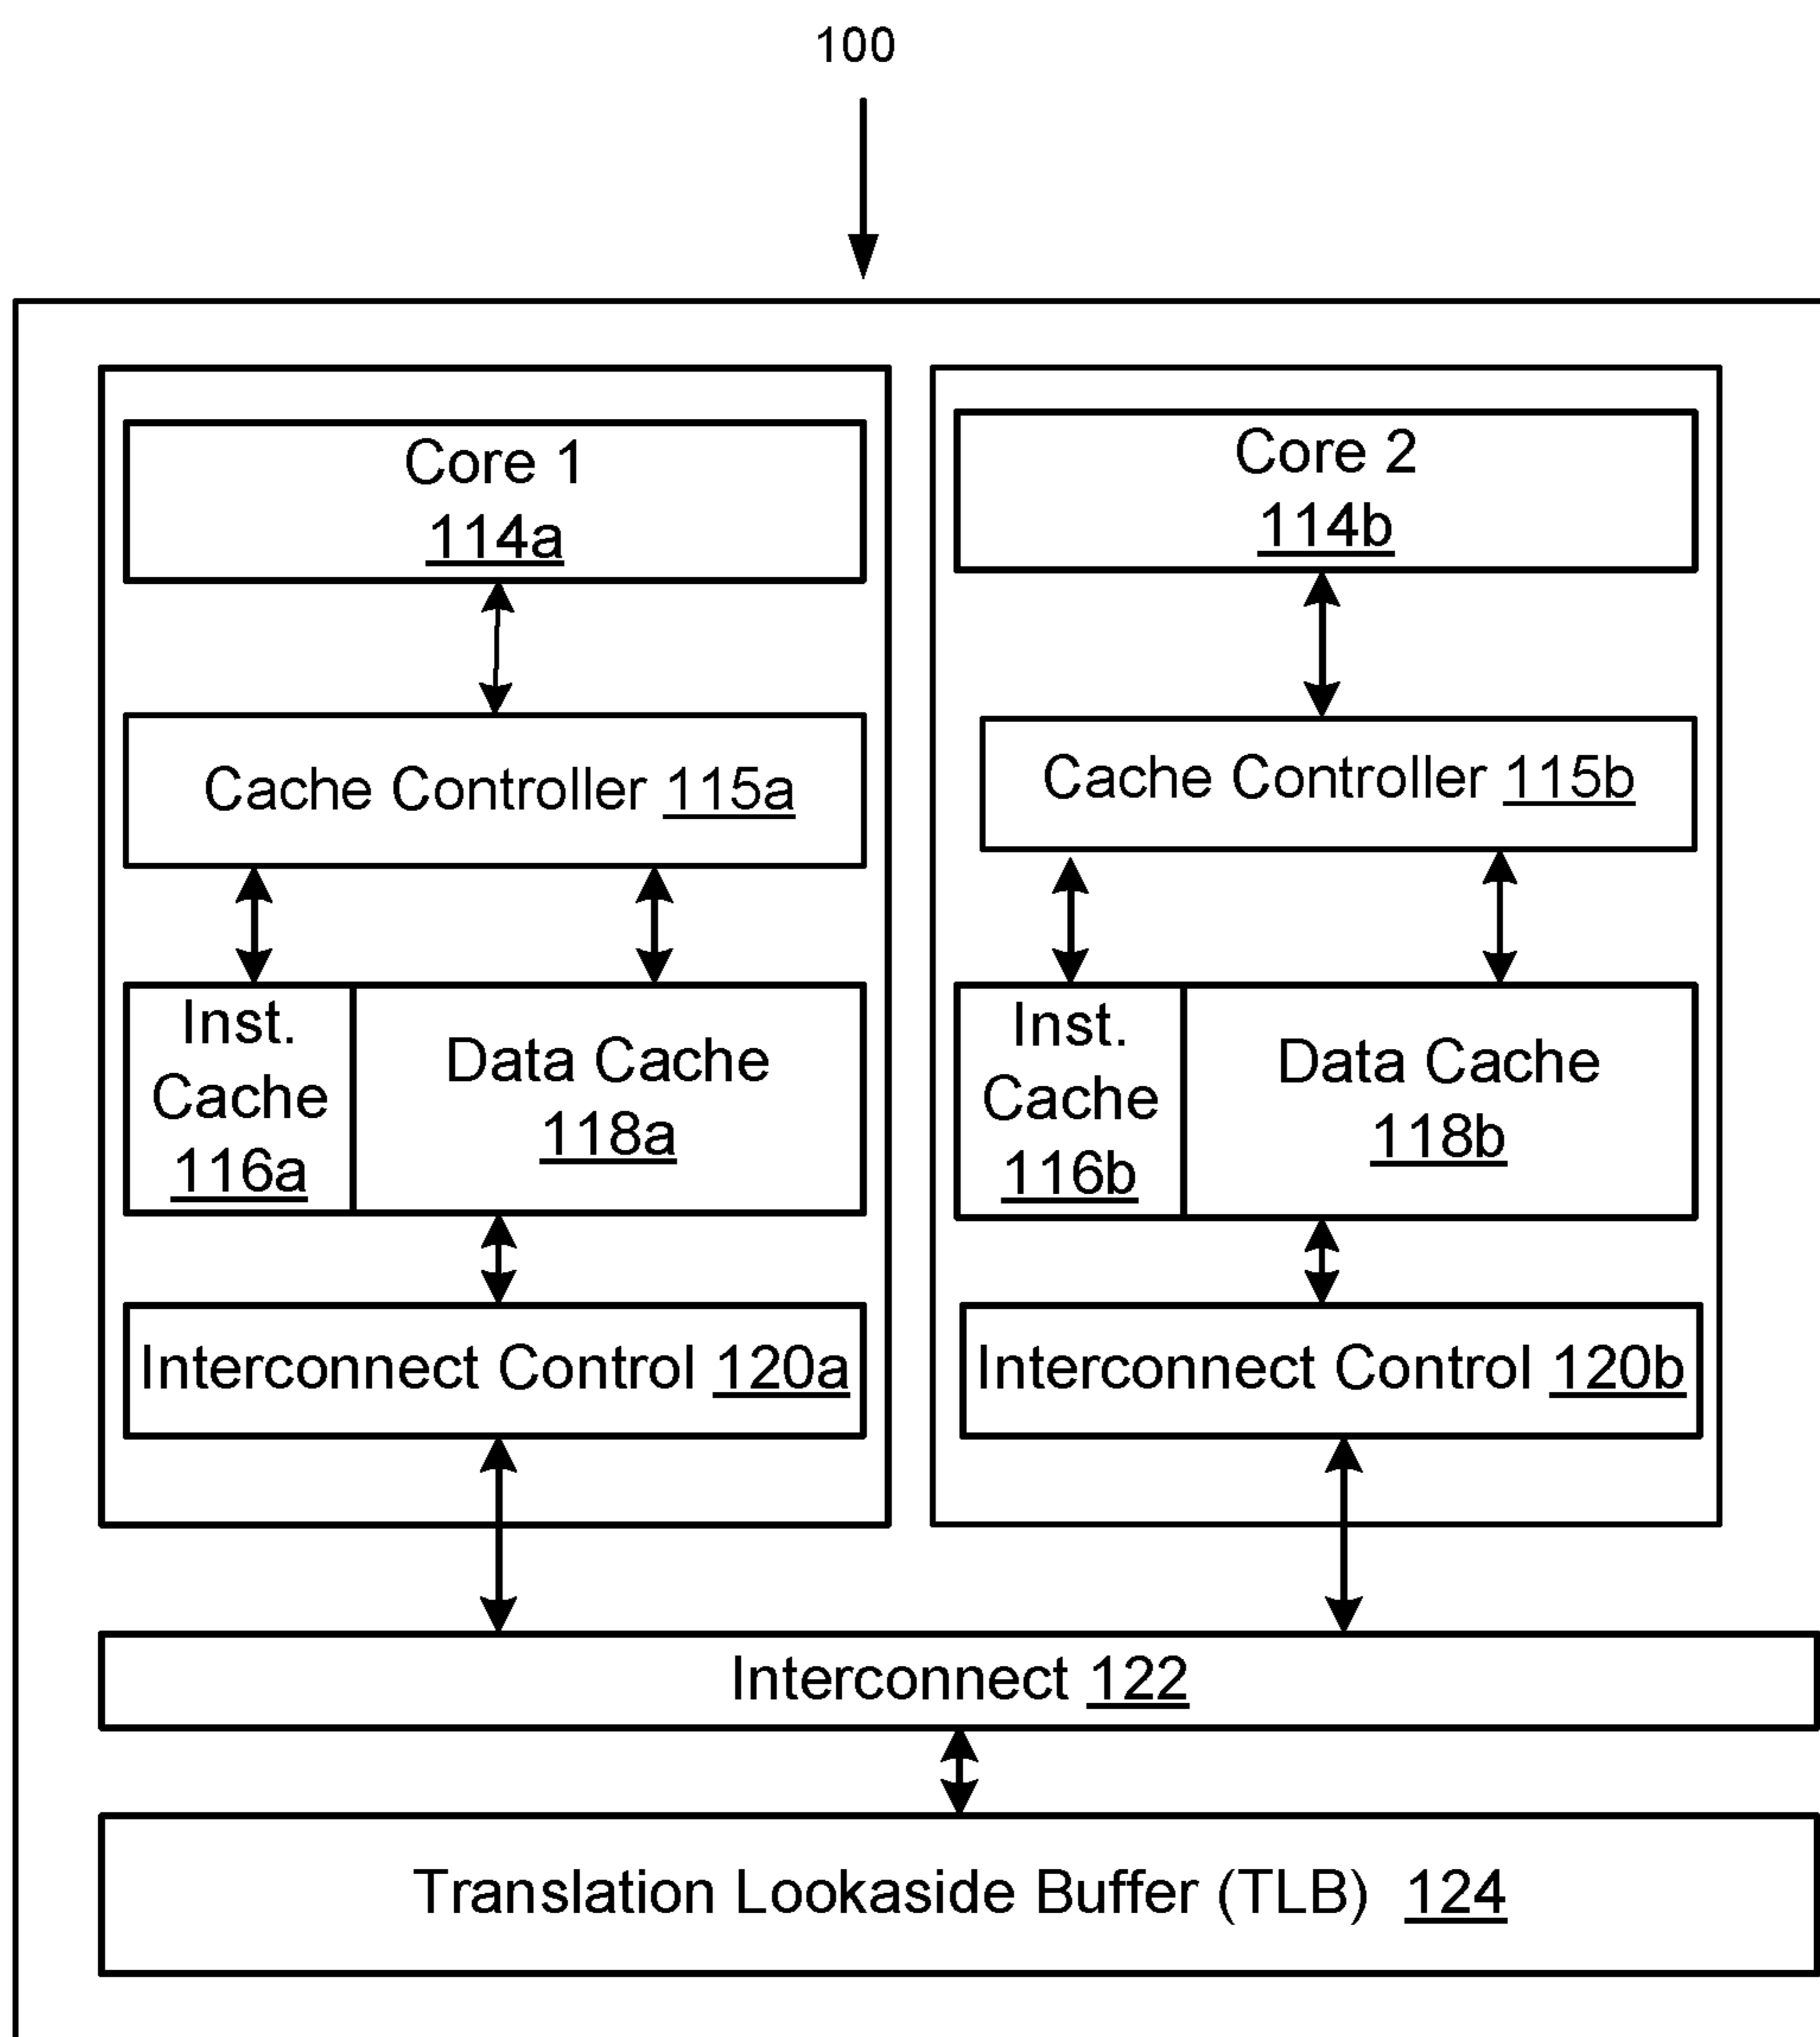 100
Core 1
114a
Core 2
114b
Cache Controller 115a
Cache Controller 115b
Inst.
Cache
116a
Data Cache
118a
Inst.
Cache
116b
Data Cache
118b
Interconnect Control 120a
Interconnect Control 120b
Interconnect 122
Translation Lookaside Buffer (TLB) 124